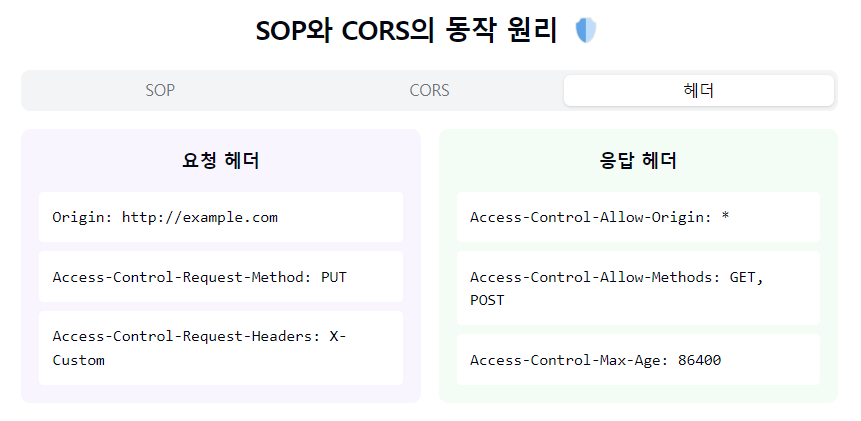 SOP와 CORS의 동작 원리
SOP
CORS
헤더
요청 헤더
Origin: http://example.com
Access-Control-Request-Method: PUT
Access-Control-Request-Headers: X-
Custom
응답 헤더
Access-Control-Allow-Origin: *
Access-Control-Allow-Methods: GET,
POST
Access-Control-Max-Age: 86400